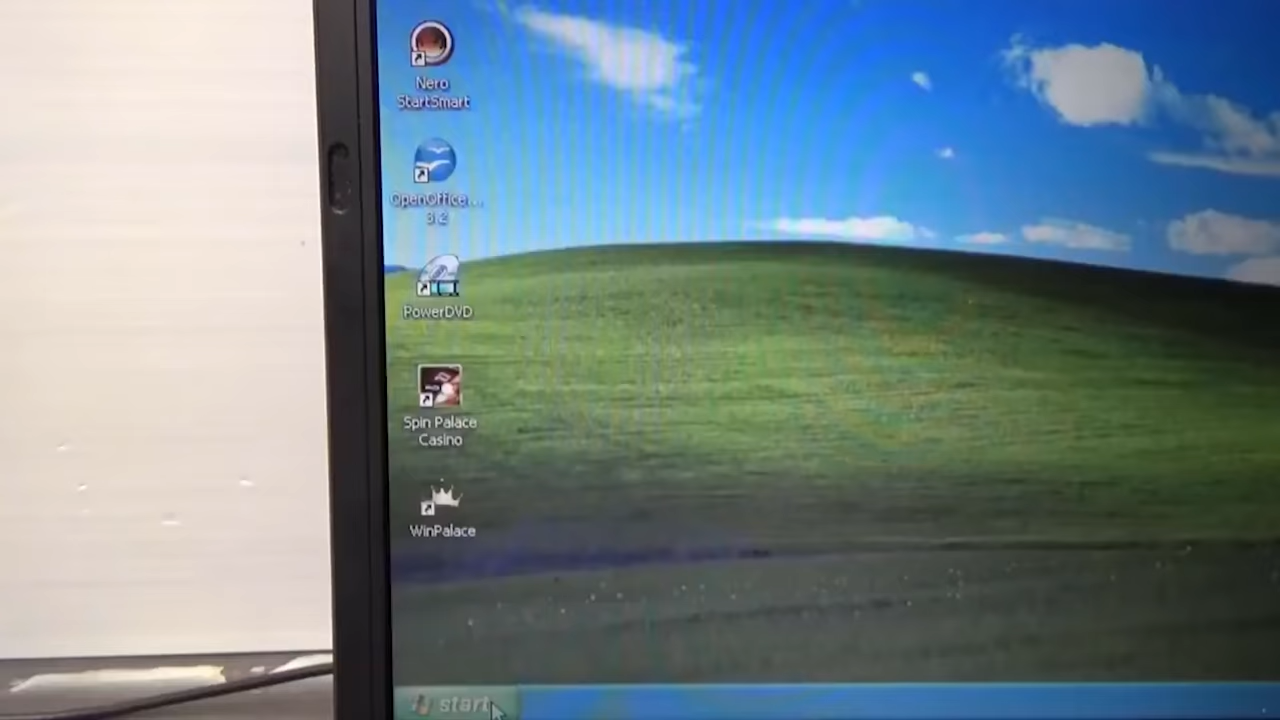 Nero
StartSmart
OpenOffice....
3.2
PowerDVD
Spin Palace
Casino
WinPalace
start